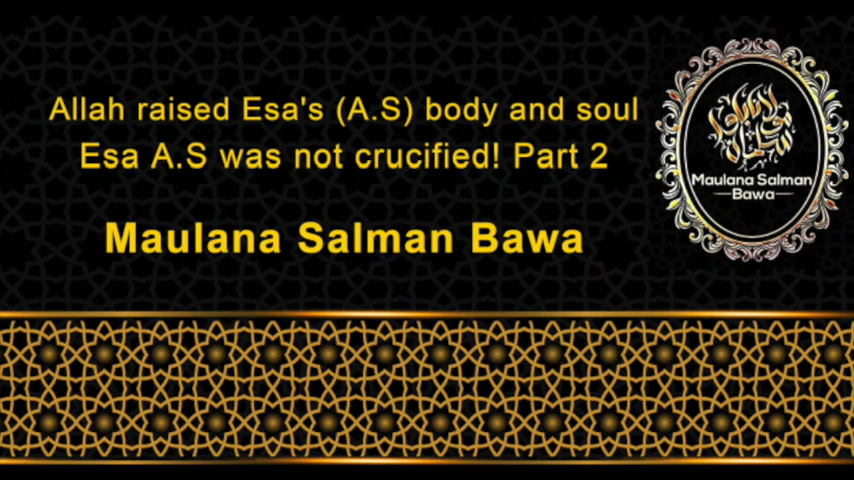 Allah raised Esa's (A.S) body and soul
Esa A.S was not crucified! Part 2
Maulana Salman Bawa
Maulana Salman
Bawa